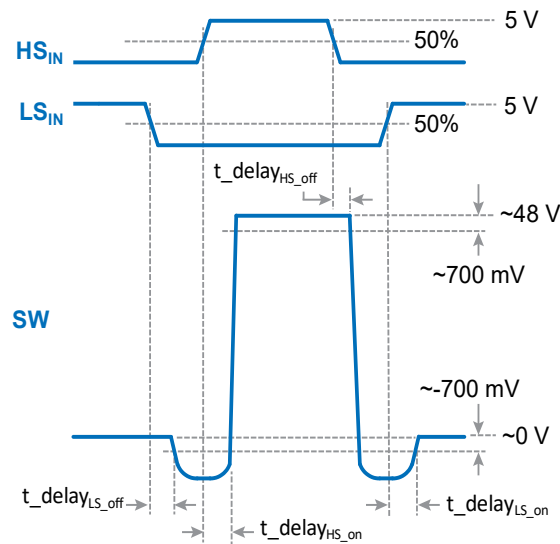 5 V
HS_IN
50%
LS_IN
5 V
50%
t_delay_HS_off
~48 V
~700 mV
SW
~-700 mV
~0 V
t_delay_LS_off
t_delay_HS_on
t_delay_LS_on